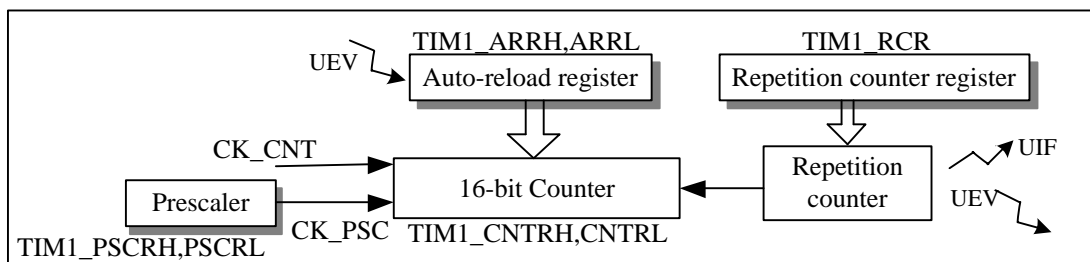 TIM1_ARRH,ARRL
TIM1_RCR
UEV
Auto-reload register
Repetition counter register
CK_CNT
16-bit Counter
Repetition
counter
UIF
UEV
Prescaler
CK_PSC
TIM1_CNTRH,CNTRL
TIM1_PSCRH,PSCRL